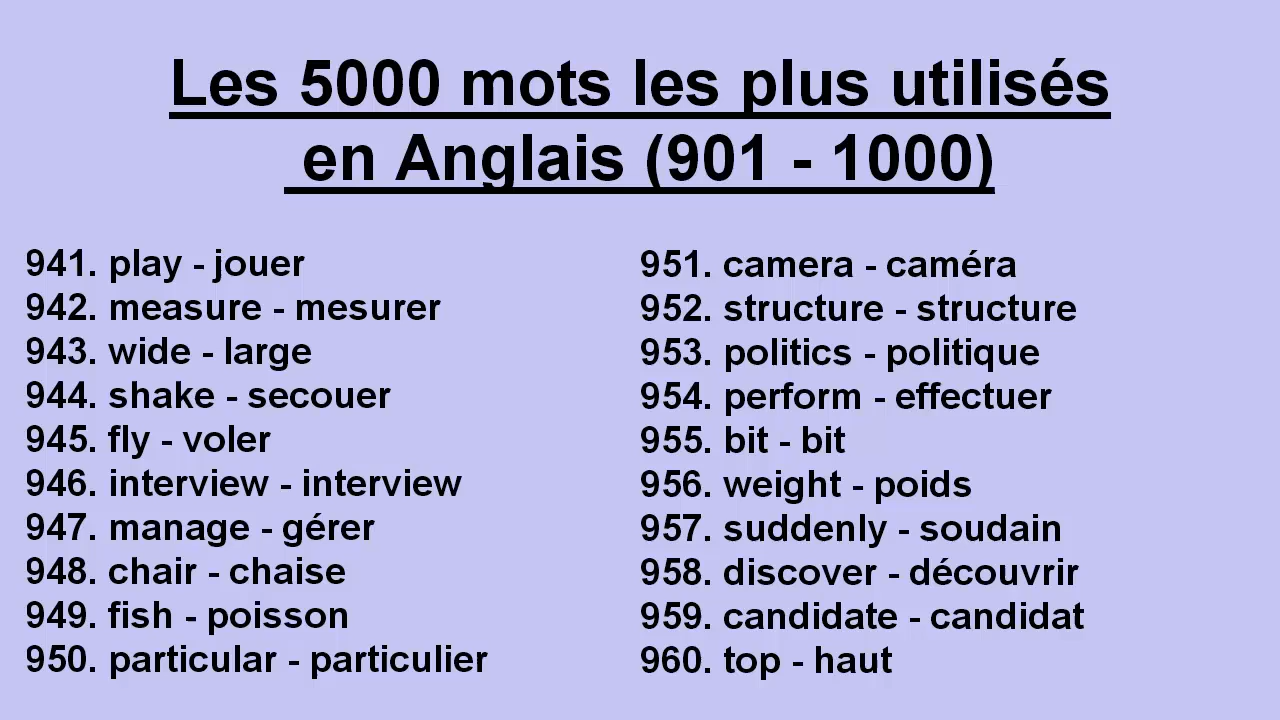 Les 5000 mots les plus utilisés
en Anglais (901 - 1000)
941. play - jouer
942. measure - mesurer
943. wide - large
944. shake - secouer
945. fly - voler
946. interview - interview
947. manage - gérer
948. chair - chaise
949. fish - poisson
950. particular - particulier
951. camera - caméra
952. structure - structure
953. politics - politique
954. perform - effectuer
955. bit - bit
956. weight - poids
957. suddenly - soudain
958. discover - découvrir
959. candidate - candidat
960. top - haut